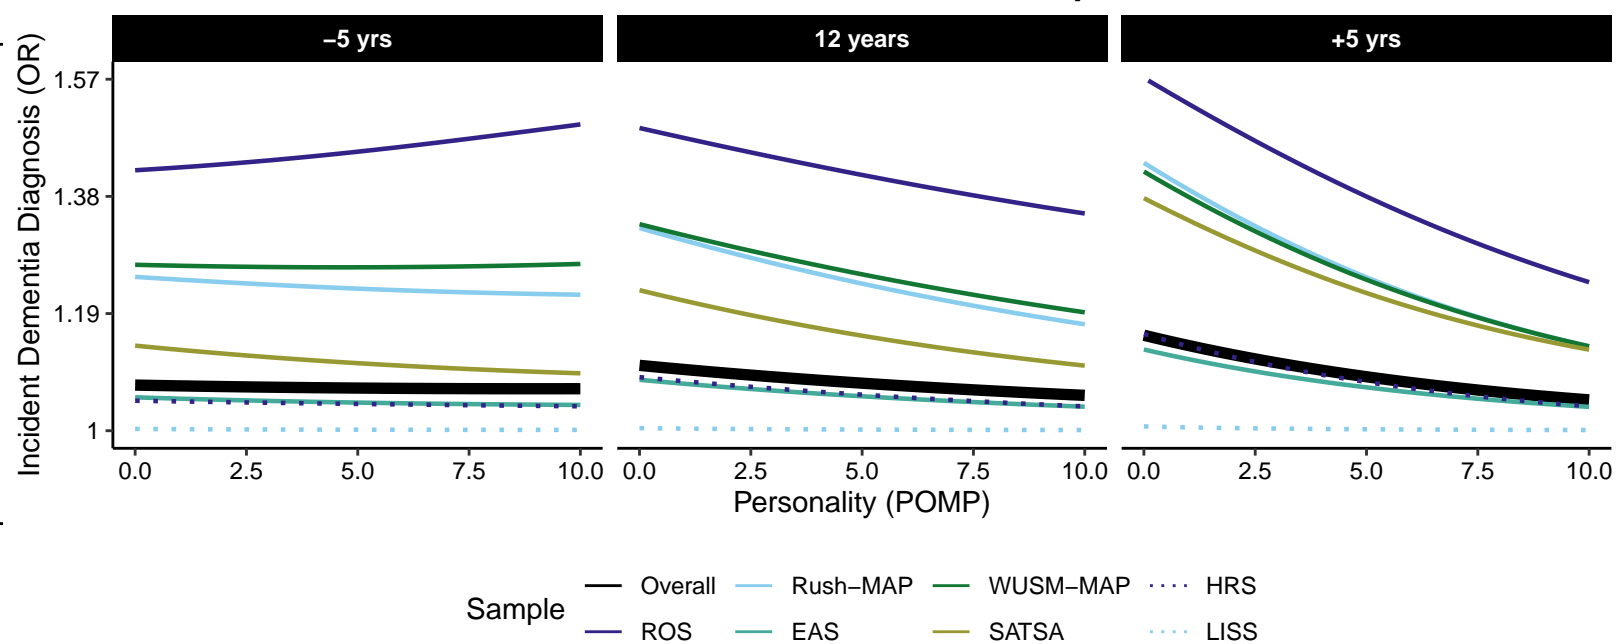 −5 yrs
12 years
+5 yrs
Incident Dementia Diagnosis (OR)
1.57
1.38
1.19
1
0.0 2.5 5.0 7.5 10.0
0.0 2.5 5.0 7.5 10.0
0.0 2.5 5.0 7.5 10.0
Personality (POMP)
Sample
Overall Rush−MAP WUSM−MAP HRS
ROS EAS SATSA LISS